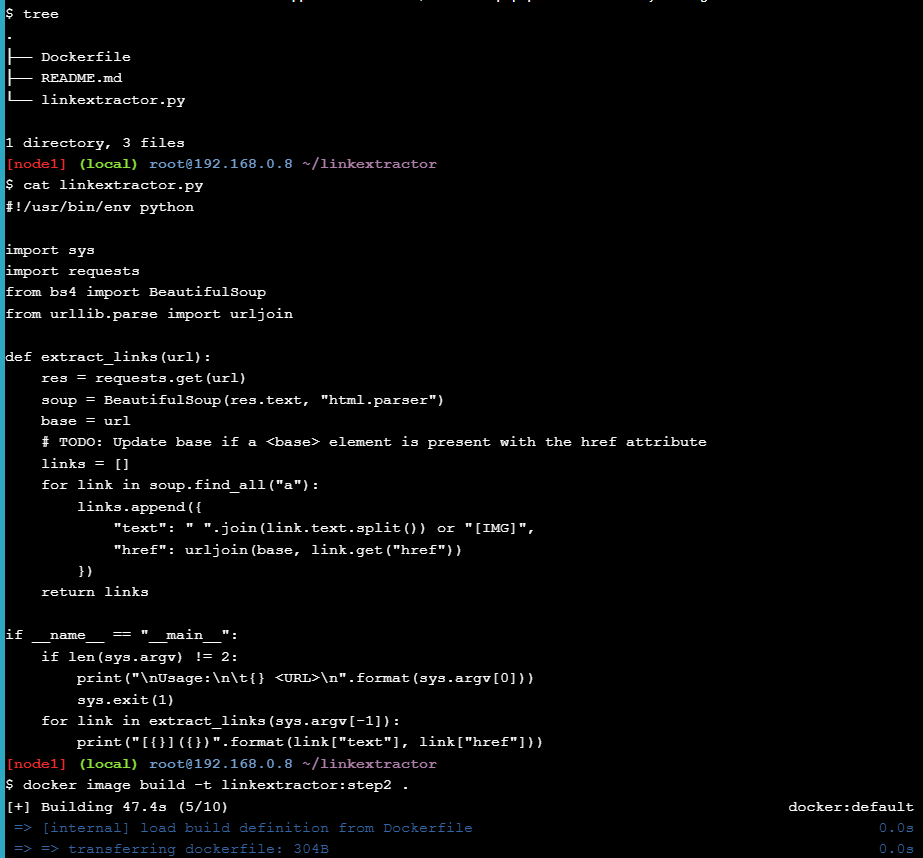 $ tree
.
├── Dockerfile
├── README.md
└── linkextractor.py
1 directory, 3 files
[node1] (local) root@192.168.0.8 ~/linkextractor
$ cat linkextractor.py
#!/usr/bin/env python
import sys
import requests
from bs4 import BeautifulSoup
from urllib.parse import urljoin
def extract_links(url):
    res = requests.get(url)
    soup = BeautifulSoup(res.text, "html.parser")
    base = url
    # TODO: Update base if a <base> element is present with the href attribute
    links = []
    for link in soup.find_all("a"):
        links.append({
            "text": " ".join(link.text.split()) or "[IMG]",
            "href": urljoin(base, link.get("href"))
        })
    return links
if __name__ == "__main__":
    if len(sys.argv) != 2:
        print("\nUsage:\n\t{} <URL>\n".format(sys.argv[0]))
        sys.exit(1)
    for link in extract_links(sys.argv[-1]):
        print("[{}]({})".format(link["text"], link["href"]))
[node1] (local) root@192.168.0.8 ~/linkextractor
$ docker image build -t linkextractor:step2 .
[+] Building 47.4s (5/10) docker:default
=> [internal] load build definition from Dockerfile 0.0s
=> => transferring dockerfile: 304B 0.0s